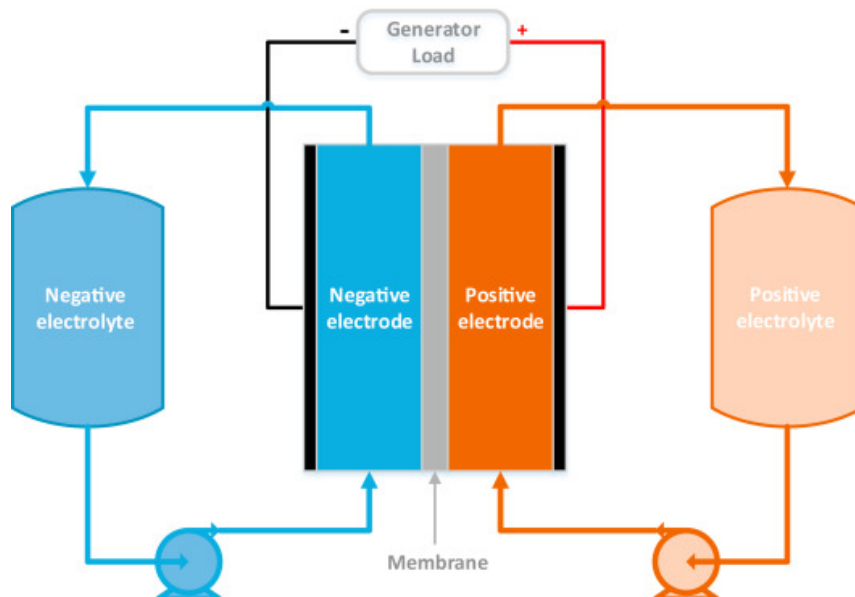 - Generator +
Load
Negative
electrolyte
Negative
electrode
Positive
electrode
Positive
electrolyte
Membrane